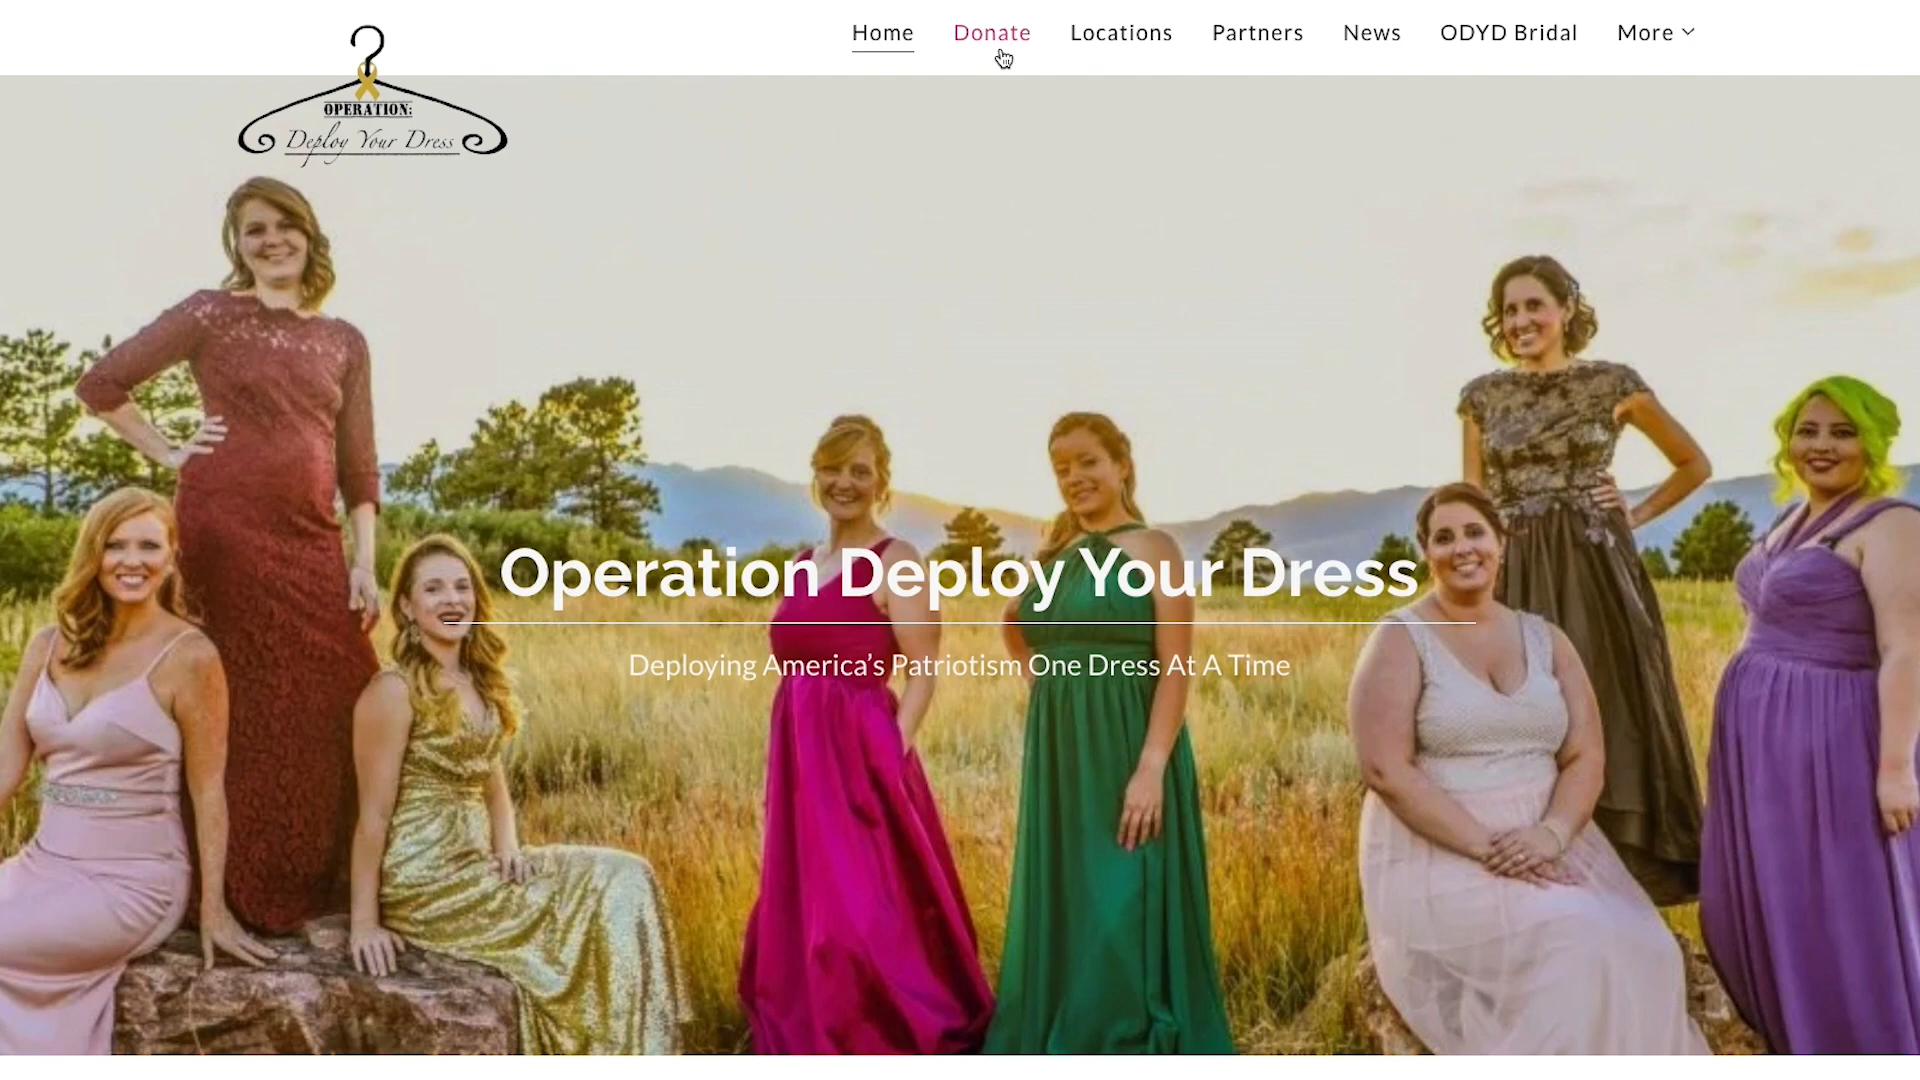 Home Donate Locations Partners News ODYD Bridal More
OPERATION:
Deploy Your Dress
Operation Deploy Your Dress
Deploying America’s Patriotism One Dress At A Time